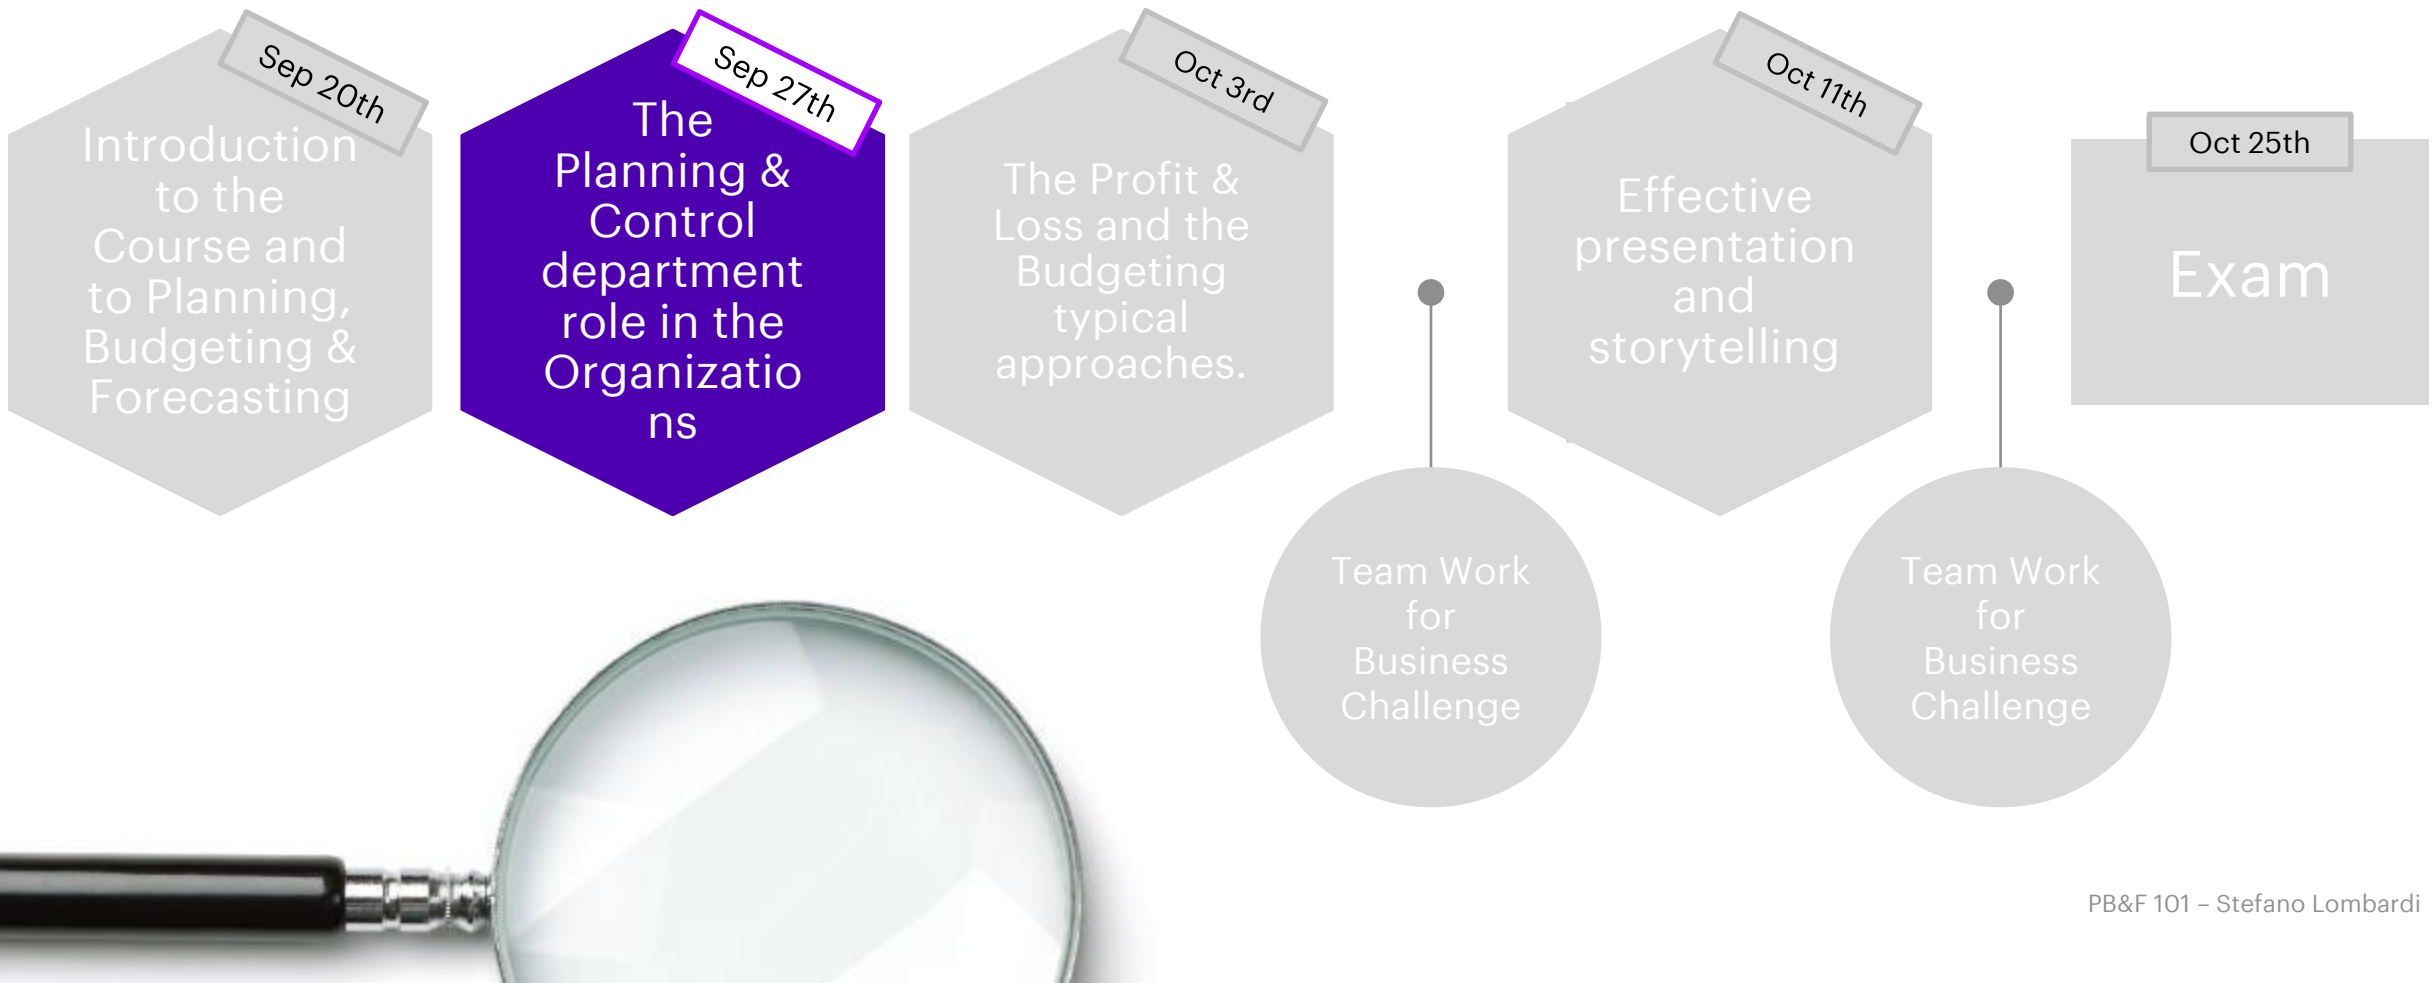 Sep 20th
Introduction
to the
Course and
to Planning,
Budgeting &
Forecasting
Sep 27th
The
Planning &
Control
department
role in the
Organizatio
ns
Oct 3rd
The Profit &
Loss and the
Budgeting
typical
approaches.
Team Work
for
Business
Challenge
Oct 11th
Effective
presentation
and
storytelling
Team Work
for
Business
Challenge
Oct 25th
Exam
PB&F 101 – Stefano Lombardi